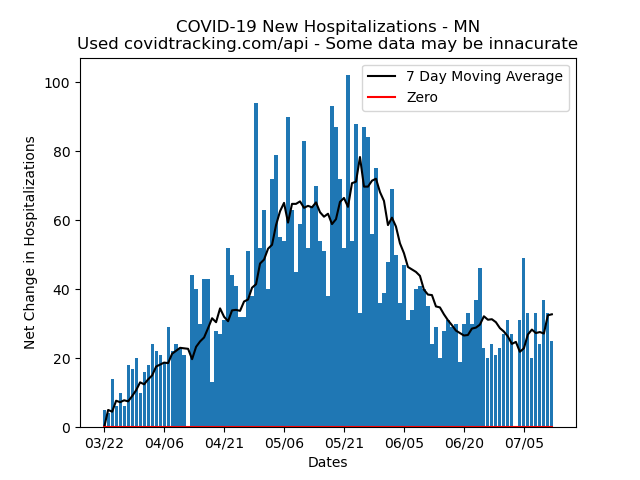 COVID-19 New Hospitalizations - MN
Used covidtracking.com/api - Some data may be innacurate
7 Day Moving Average
Zero
100
80
60
40
20
0
Net Change in Hospitalizations
03/22 04/06 04/21 05/06 05/21 06/05 06/20 07/05
Dates